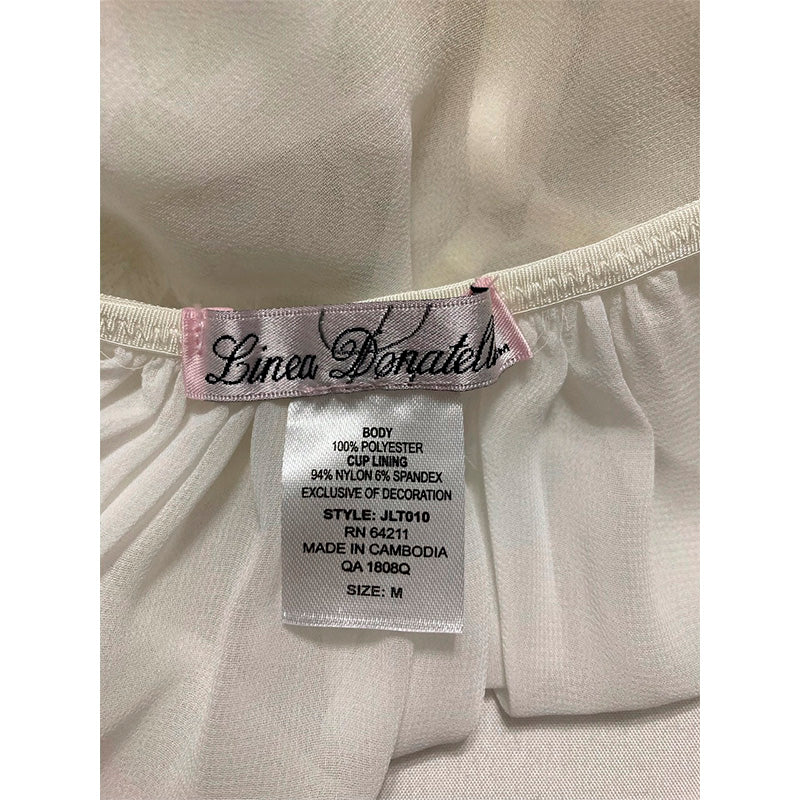 Linea Donatella
BODY
100% POLYESTER
CUP LINING
94% NYLON 6% SPANDEX
EXCLUSIVE OF DECORATION
STYLE: JLT010
RN 64211
MADE IN CAMBODIA
QA 1808Q
SIZE: M